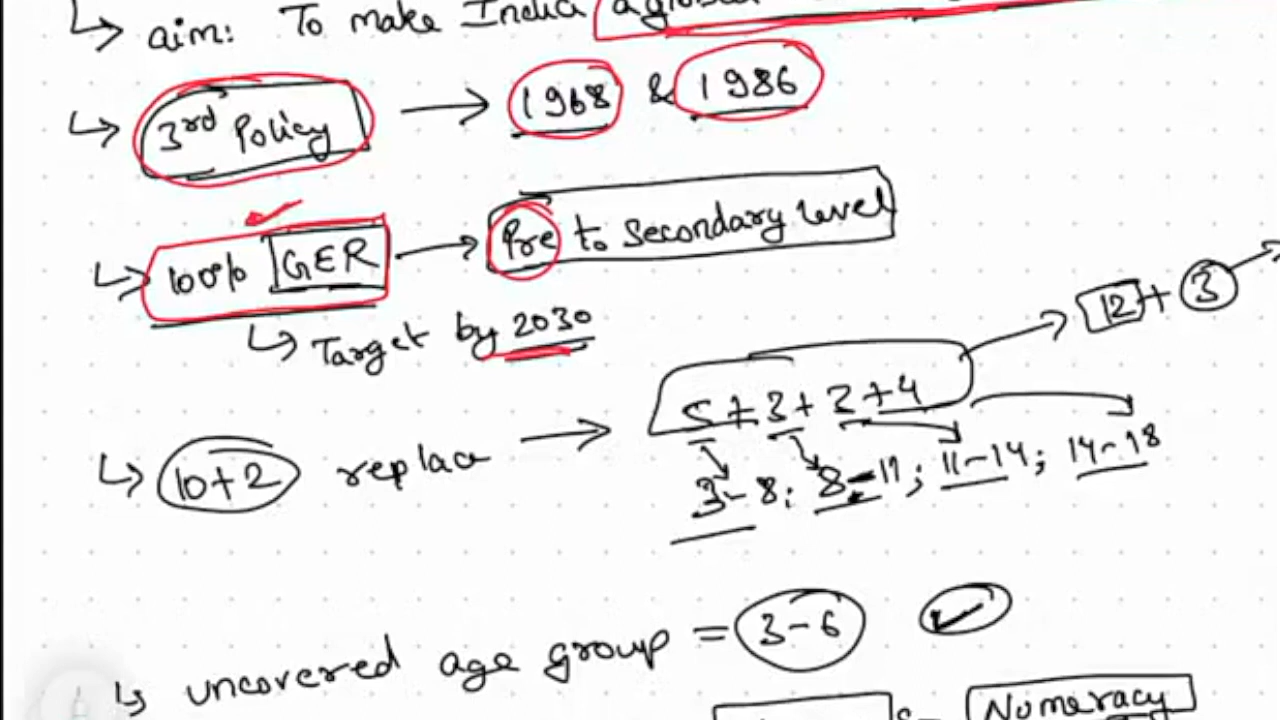 ↳ aim: To make India a global
↳ 3rd Policy → 1968 & 1986
↳ 100% GER → Pre to Secondary level
↳ Target by 2030
12 + 3
↳ 10+2 replace → 5 + 3 + 3 + 4
3-8; 8-11; 11-14; 14-18
↳ uncovered age group = 3-6
Numeracy